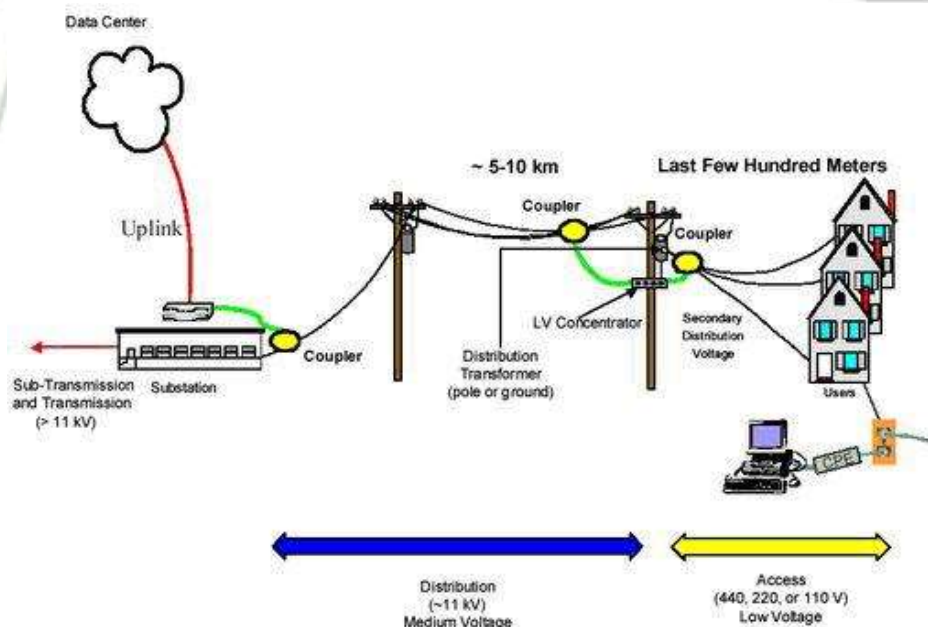 Data Center
~ 5-10 km
Last Few Hundred Meters
Coupler
Coupler
Uplink
LV Concentrator
Secondary
Distribution
Voltage
Coupler
Distribution
Transformer
(pole or ground)
Sub-Transmission
and Transmission
(> 11 kV)
Substation
Users
CPE
Distribution
(~11 kV)
Medium Voltage
Access
(440, 220, or 110 V)
Low Voltage